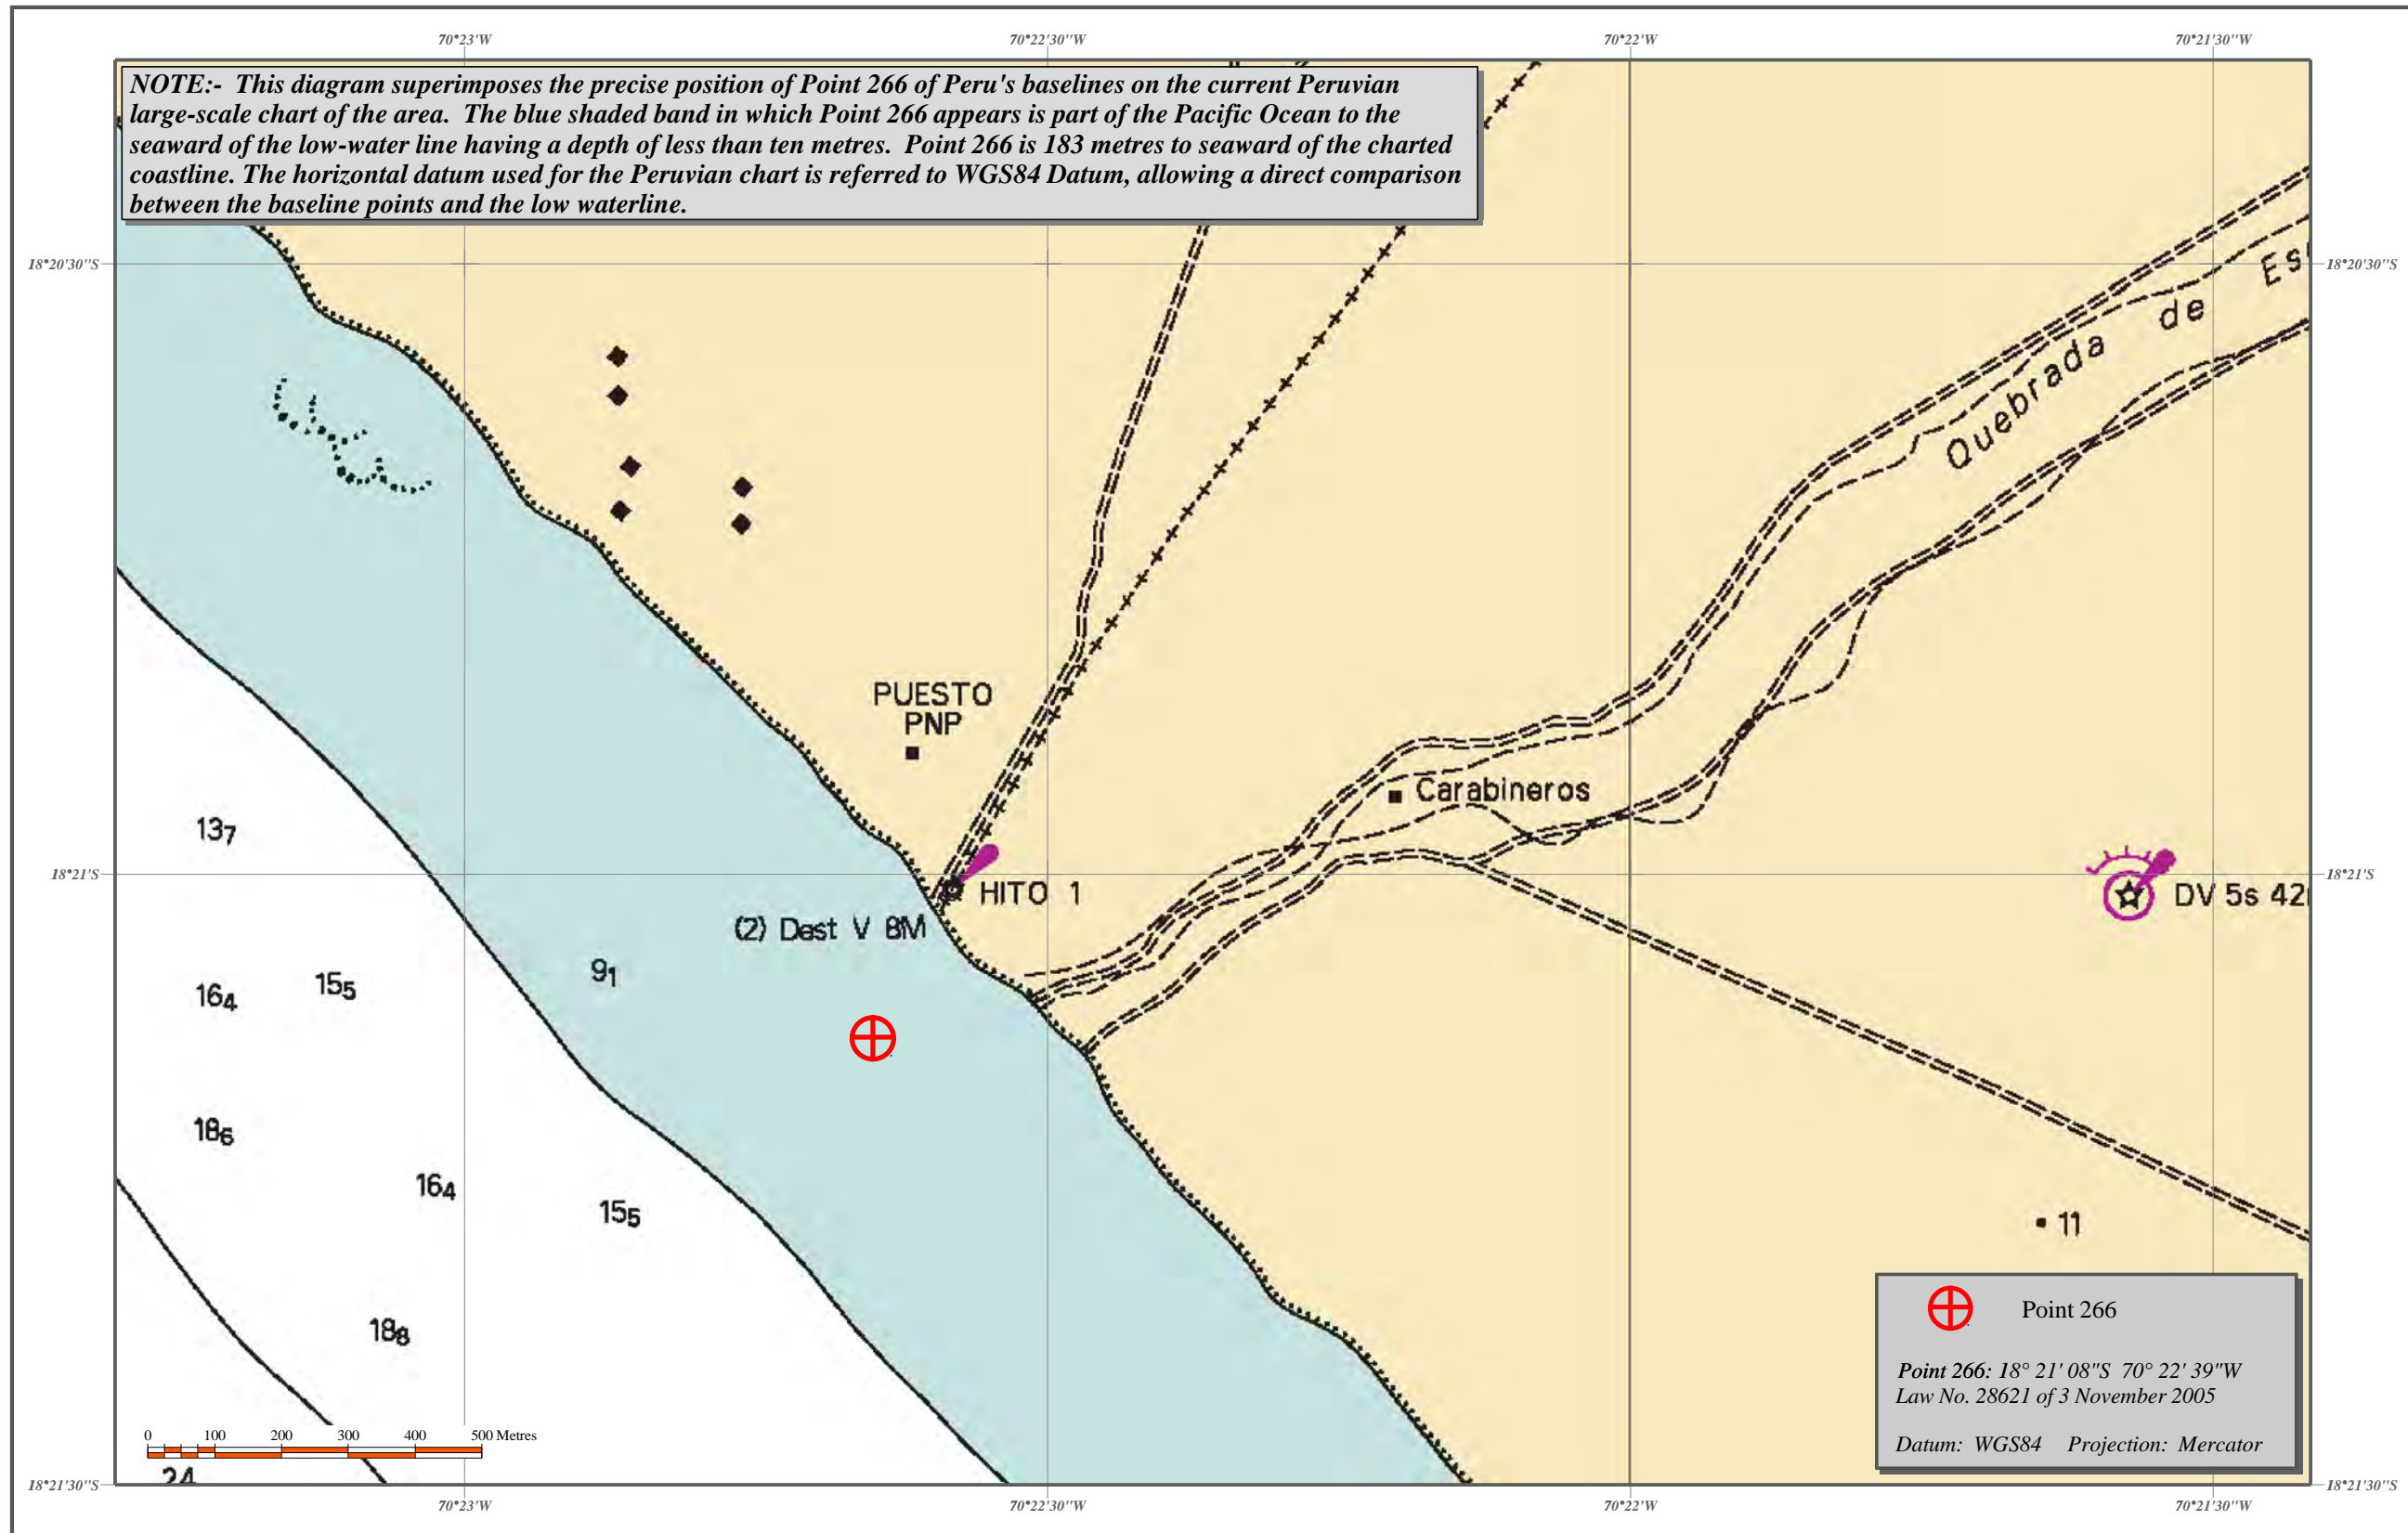 70°23'W
70°22'30"W
70°22'W
70°21'30"W
NOTE:- This diagram superimposes the precise position of Point 266 of Peru's baselines on the current Peruvian
large-scale chart of the area. The blue shaded band in which Point 266 appears is part of the Pacific Ocean to the
seaward of the low-water line having a depth of less than ten metres. Point 266 is 183 metres to seaward of the charted
coastline. The horizontal datum used for the Peruvian chart is referred to WGS84 Datum, allowing a direct comparison
between the baseline points and the low waterline.
18°20'30"S
18°20'30"S
Quebrada de Es
PUESTO
PNP
Carabineros
13₇
18°21'S
18°21'S
HITO 1
DV 5s 42
(2) Dest V 8M
9₁
15₅
16₄
18₆
16₄
15₅
11
18₈
Point 266
Point 266: 18° 21' 08"S 70° 22' 39"W
Law No. 28621 of 3 November 2005
Datum: WGS84 Projection: Mercator
0 100 200 300 400 500 Metres
24
18°21'30"S
18°21'30"S
70°23'W
70°22'30"W
70°22'W
70°21'30"W